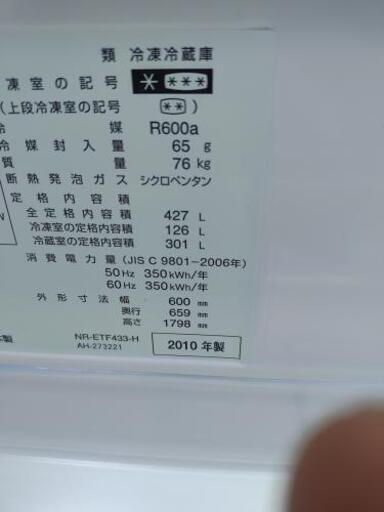 類 冷凍冷蔵庫
凍室の記号 * ***
(上段冷凍室の記号 ** )
冷 媒 R600a
冷媒封入量 65 g
質 量 76 kg
断熱発泡ガス シクロペンタン
定格内容積
全定格内容積 427 L
冷凍室の定格内容積 126 L
冷蔵室の定格内容積 301 L
消費電力量 (JIS C 9801-2006年)
50Hz 350kWh/年
60Hz 350kWh/年
外形寸法幅 600 mm
奥行 659 mm
高さ 1798 mm
本製 NR-ETF433-H
AH-273221
2010 年製